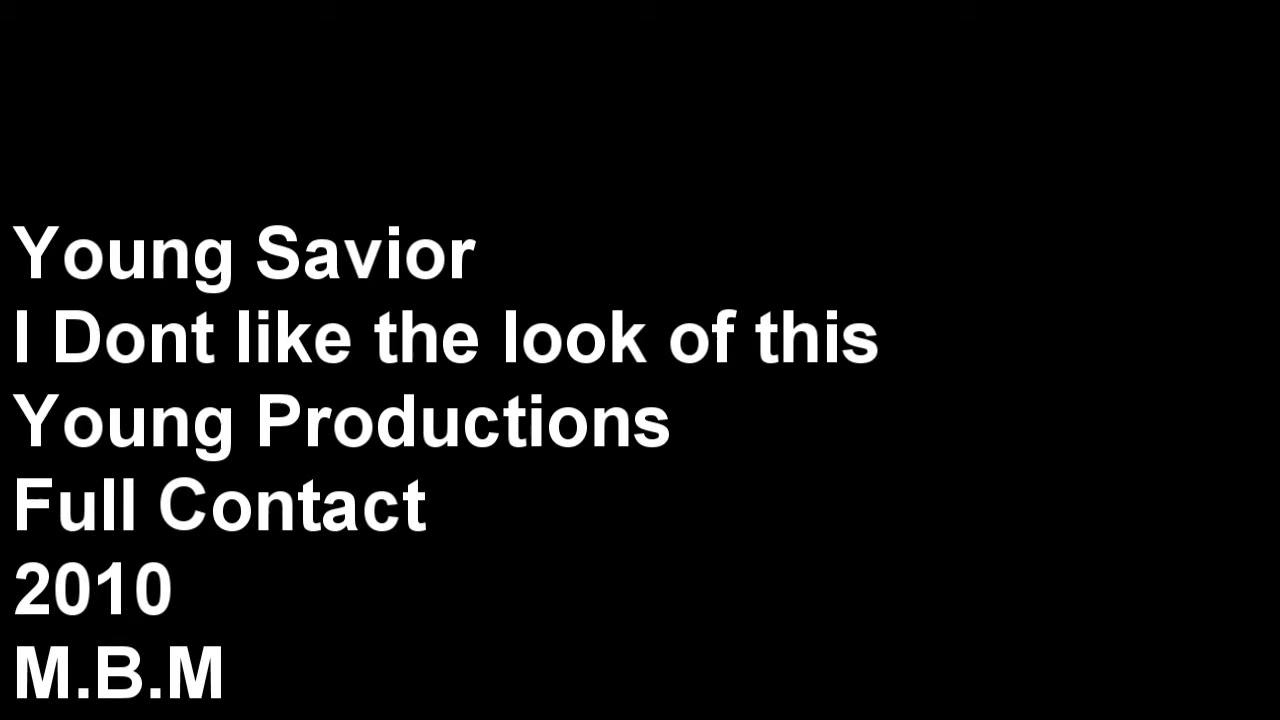 Young Savior
I Dont like the look of this
Young Productions
Full Contact
2010
M.B.M